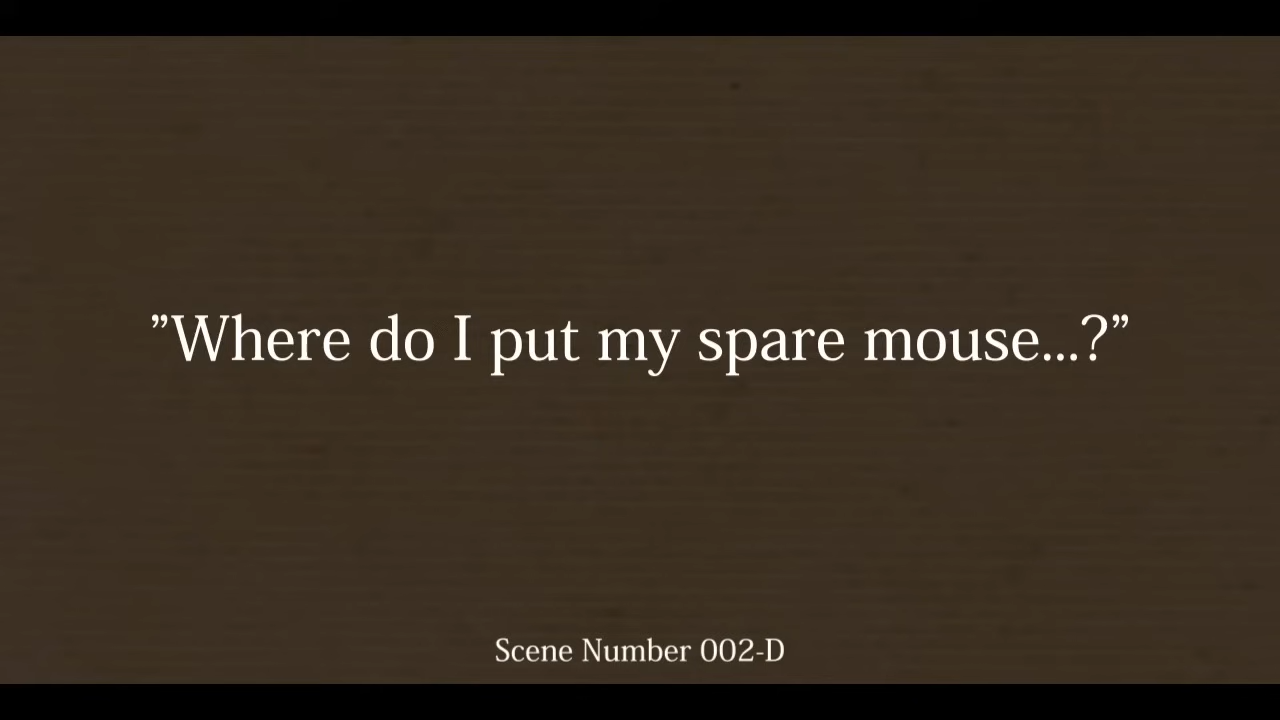 ”Where do I put my spare mouse...?”
Scene Number 002-D